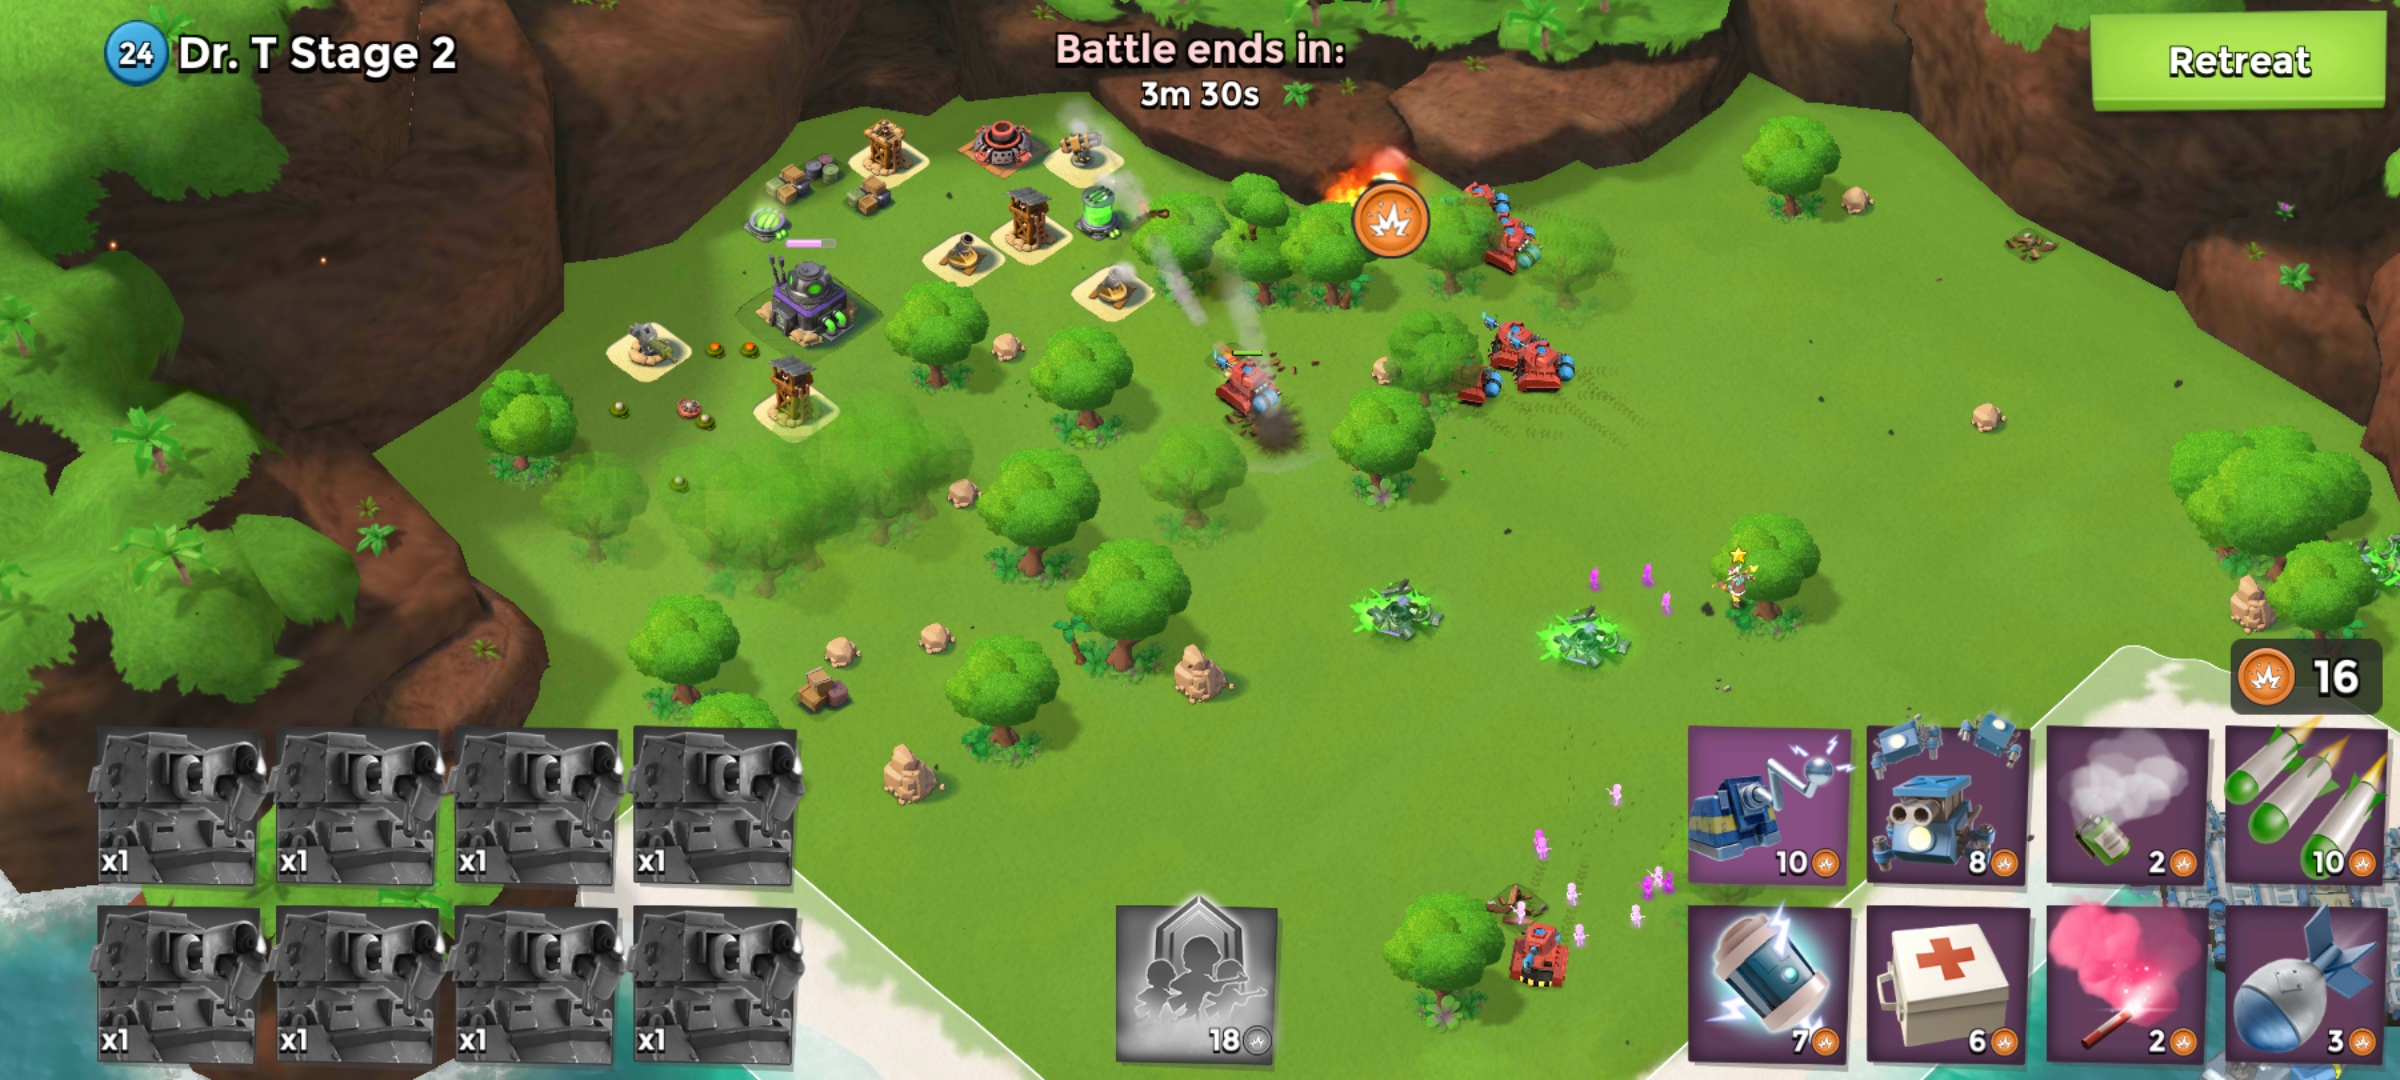 24 Dr. T Stage 2
Battle ends in:
3m 30s
Retreat
16
x1 x1 x1 x1
10 8 2 10
x1 x1 x1 x1
18
7 6 2 3